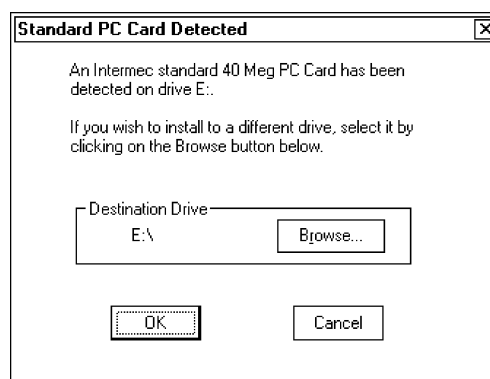 Standard PC Card Detected
An Intermec standard 40 Meg PC Card has been
detected on drive E:.
If you wish to install to a different drive, select it by
clicking on the Browse button below.
Destination Drive
E:\
Browse...
OK
Cancel